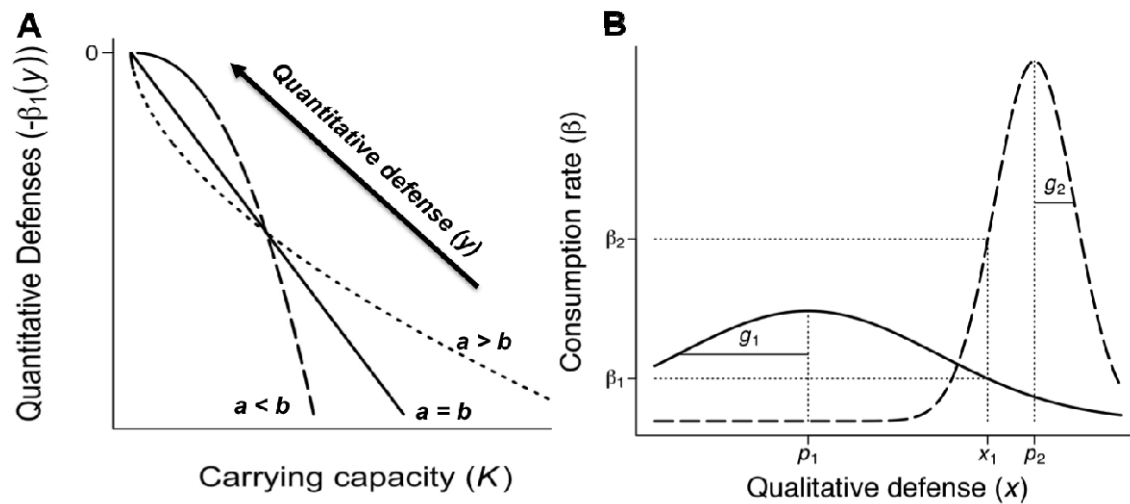 A
Quantitative Defenses (-β₁(y))
0
Quantitative defense (y)
a > b
a < b
a = b
Carrying capacity (K)
B
Consumption rate (β)
β₂
β₁
g₁
g₂
p₁
x₁
p₂
Qualitative defense (x)